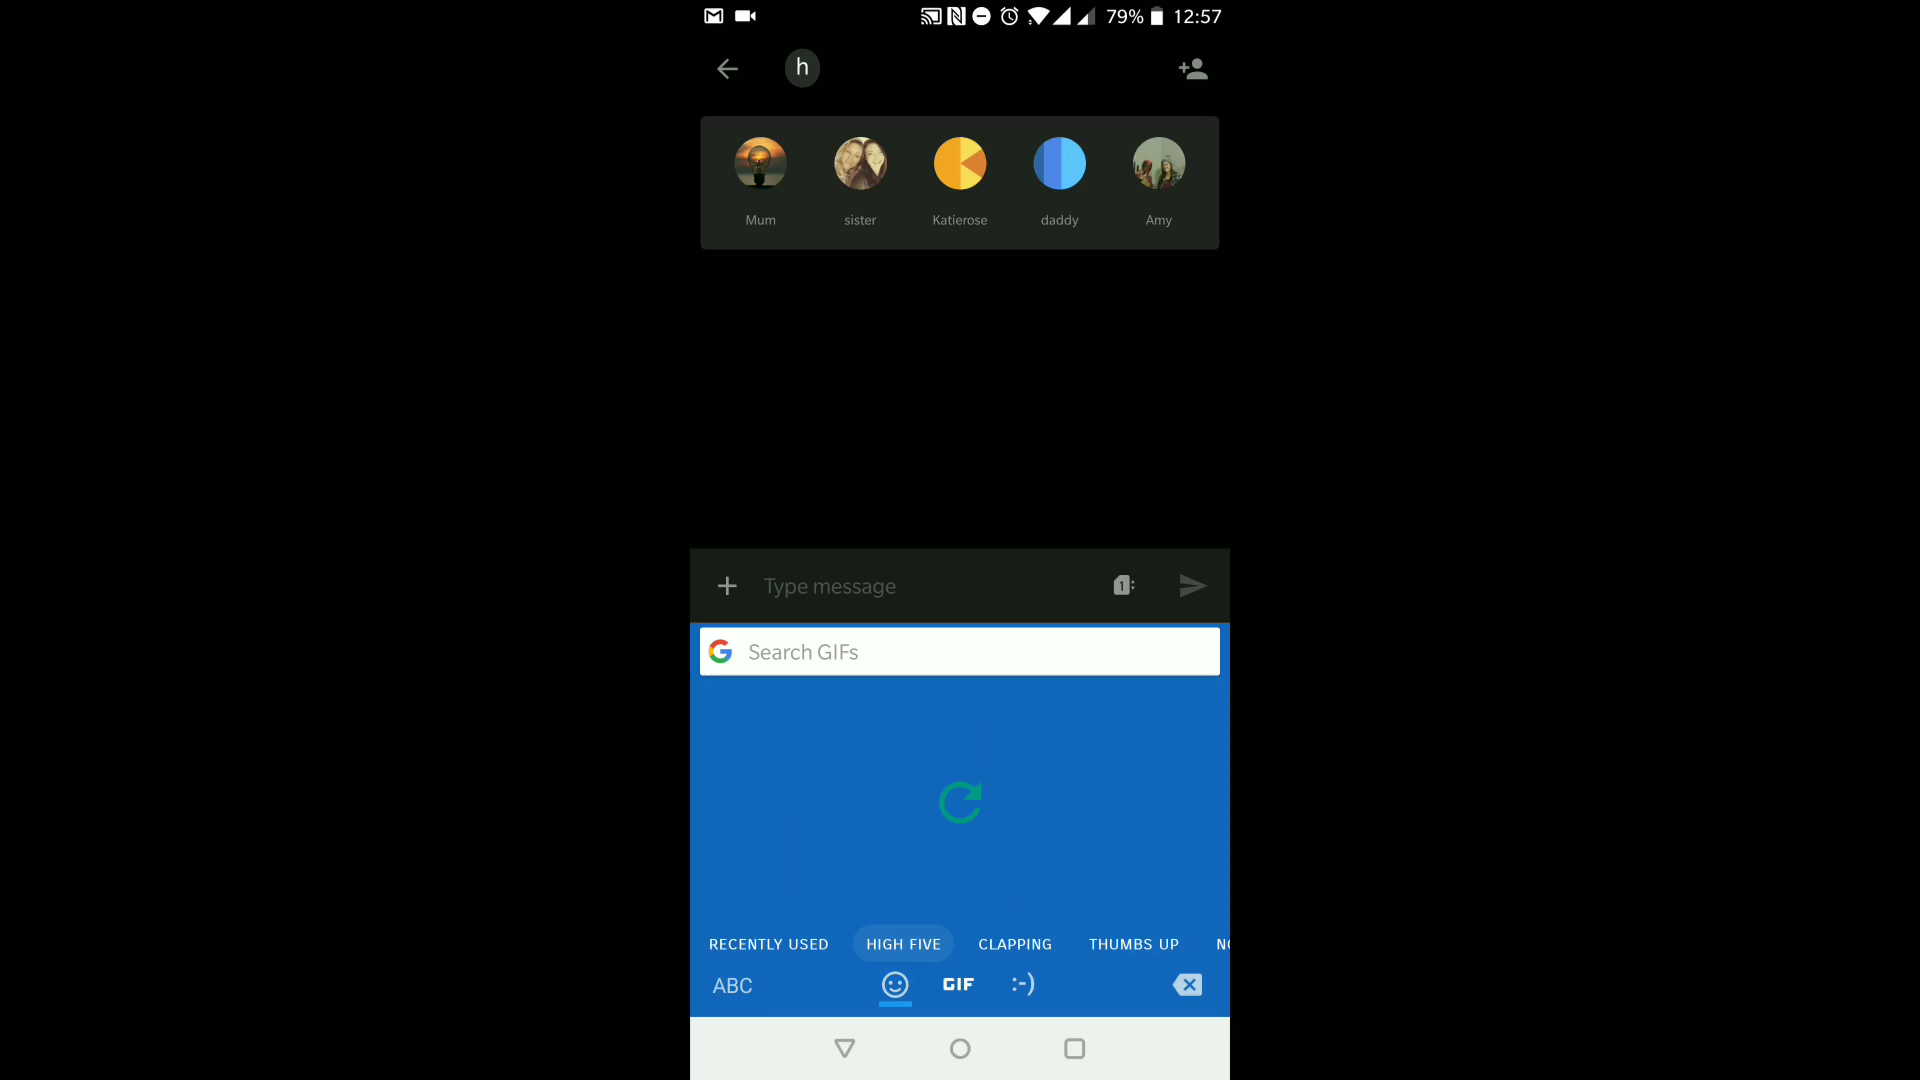 79% 12:57
h
Mum sister Katierose daddy Amy
Type message 1
Search GIFs
RECENTLY USED HIGH FIVE CLAPPING THUMBS UP
ABC GIF :-)